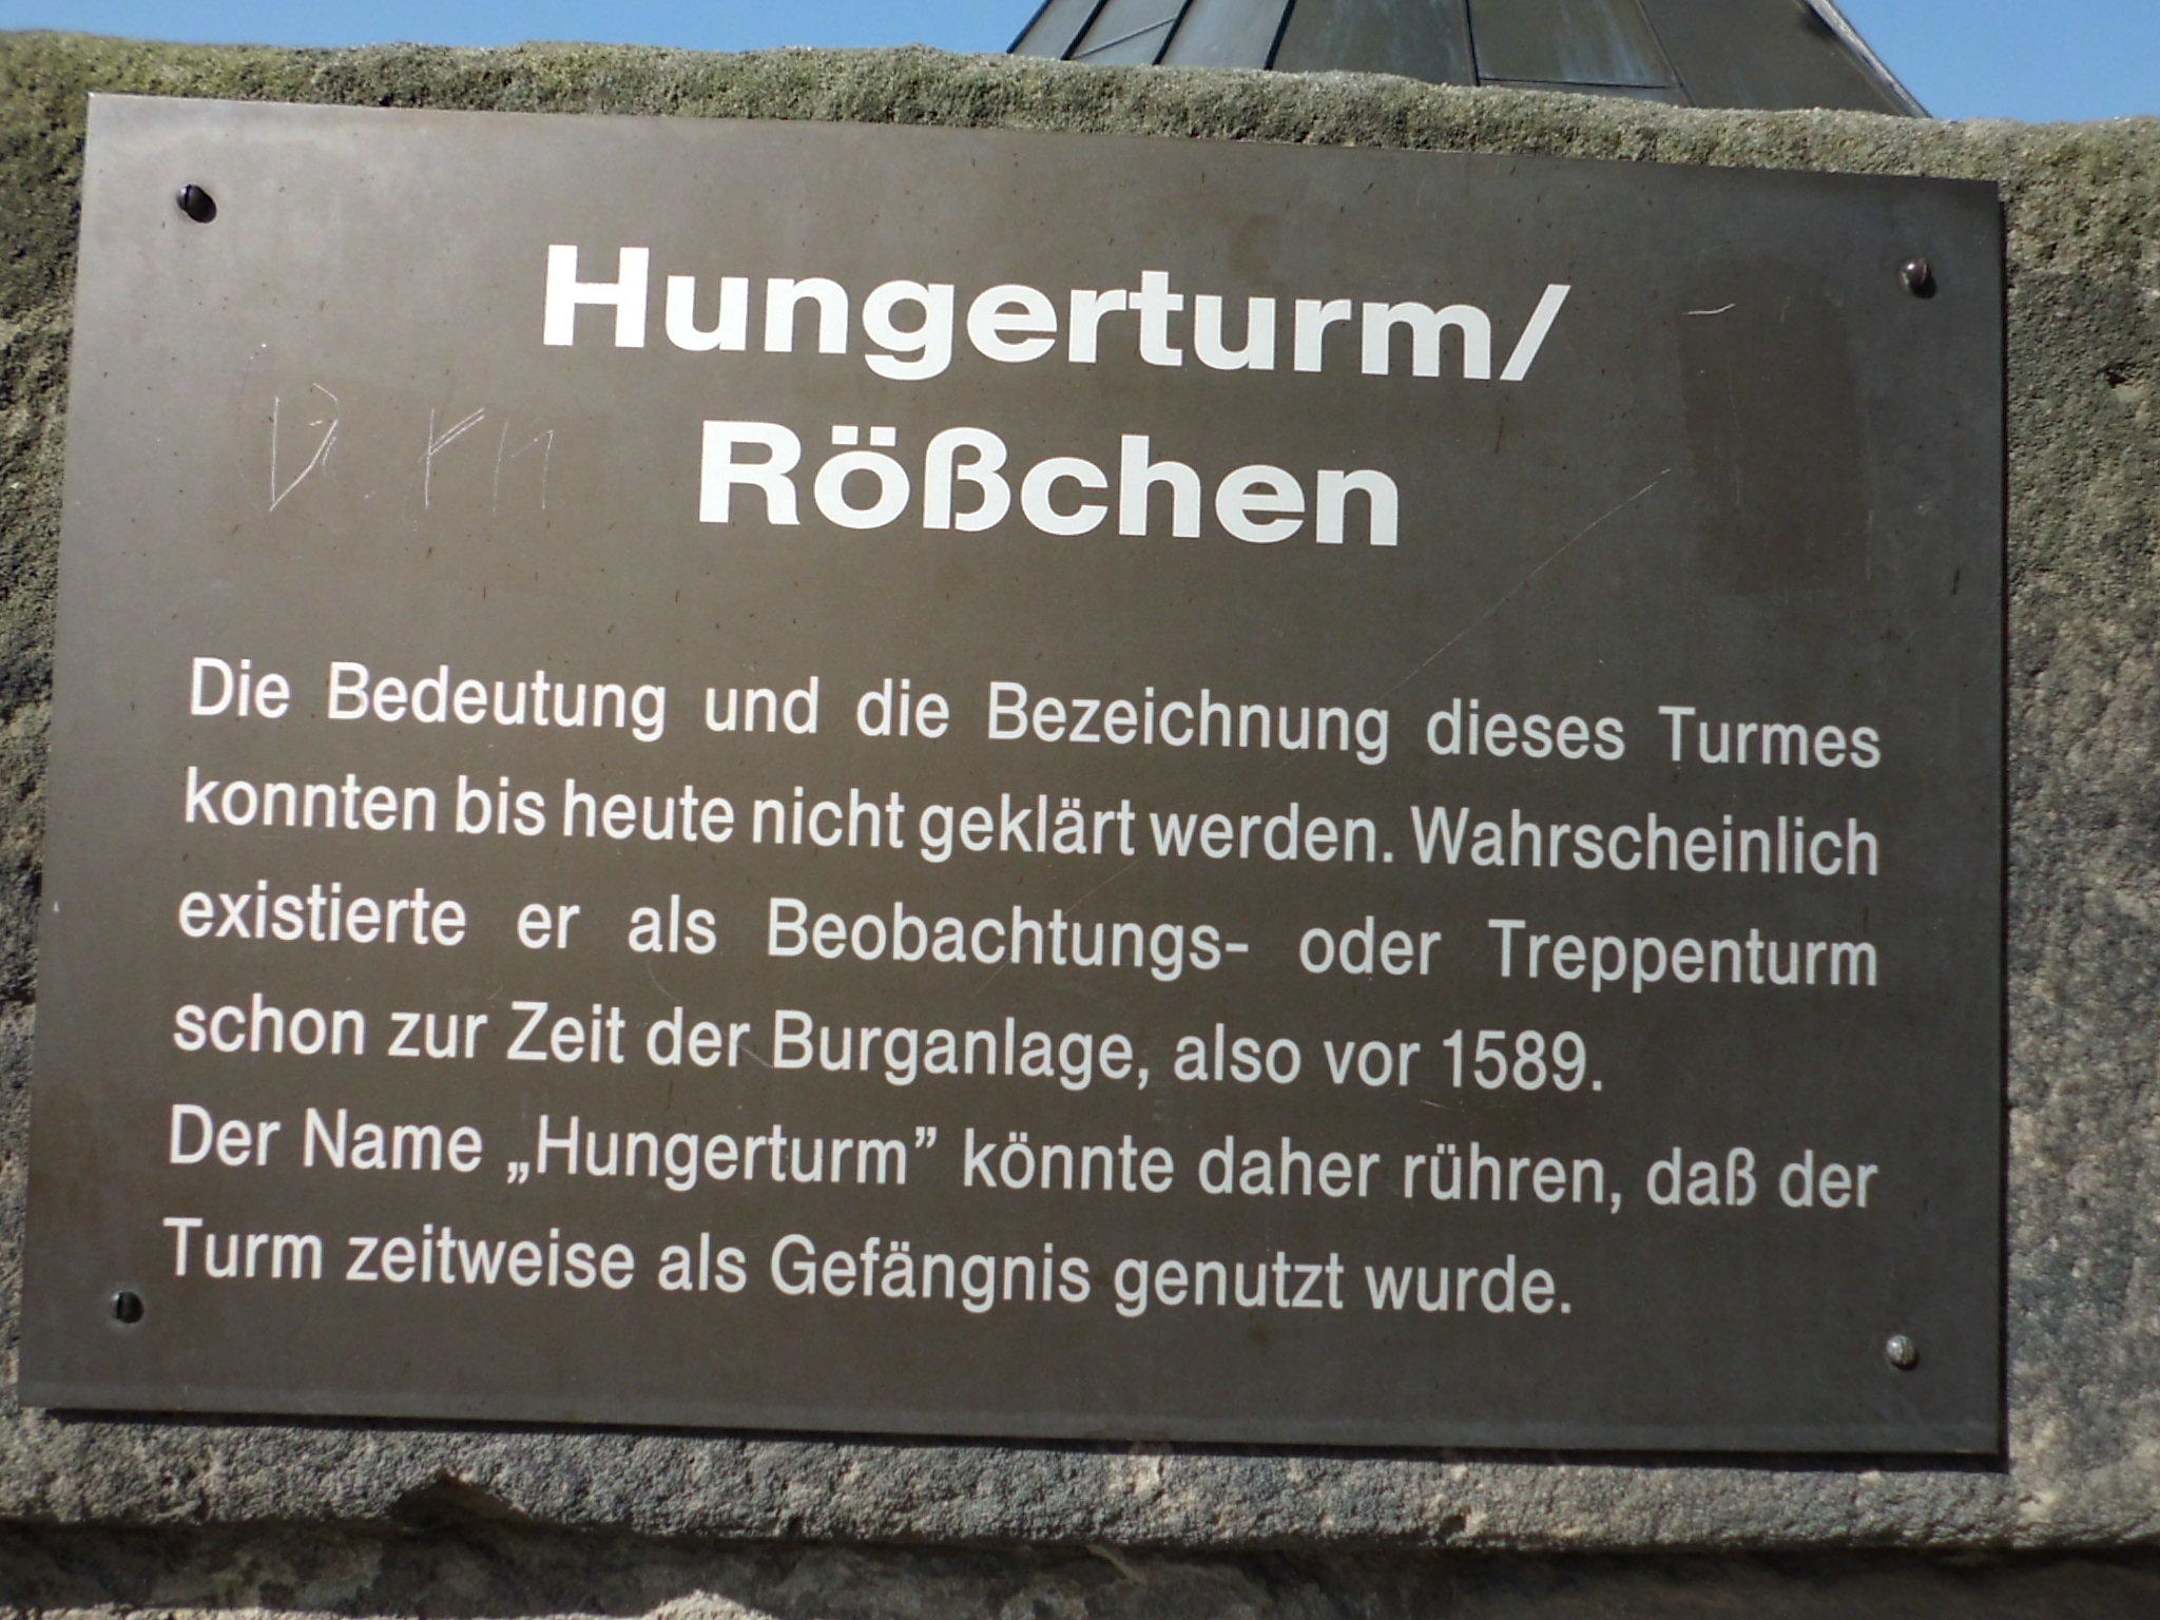 Hungerturm/
Rößchen
Die Bedeutung und die Bezeichnung dieses Turmes
konnten bis heute nicht geklärt werden. Wahrscheinlich
existierte er als Beobachtungs- oder Treppenturm
schon zur Zeit der Burganlage, also vor 1589.
Der Name „Hungerturm” könnte daher rühren, daß der
Turm zeitweise als Gefängnis genutzt wurde.